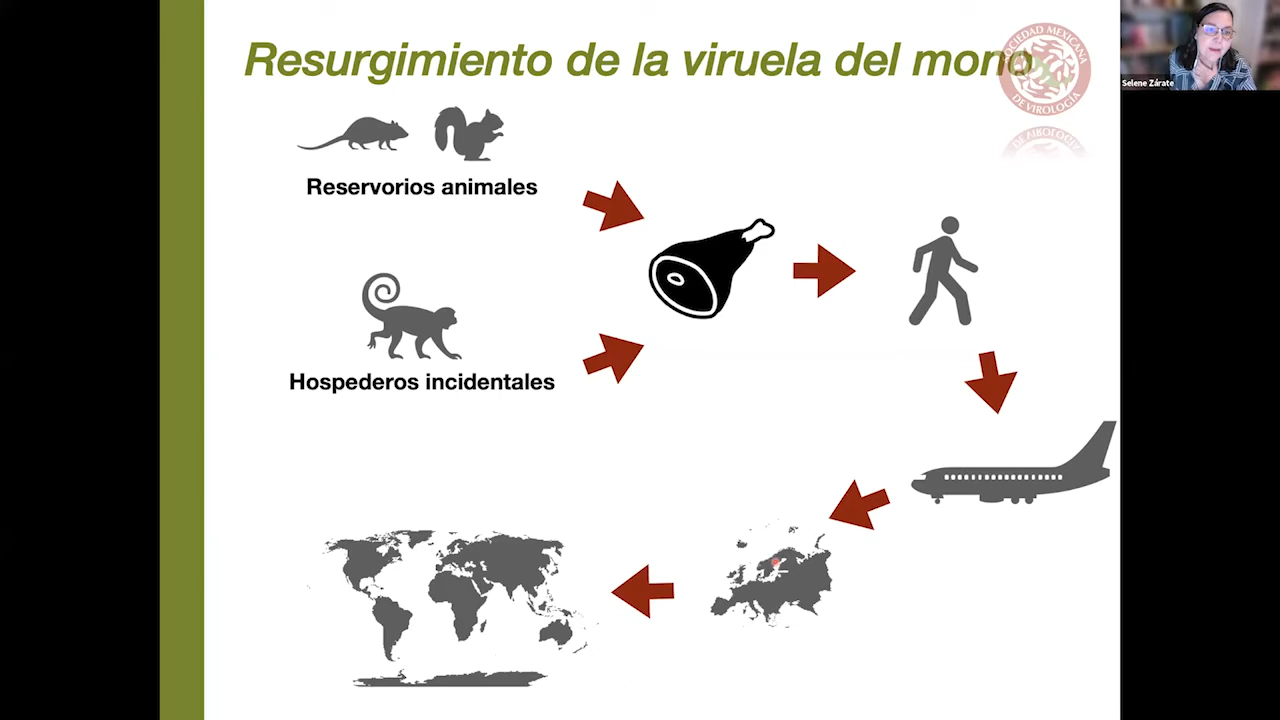 Resurgimiento de la viruela del mono
SOCIEDAD MEXICANA
DE VIROLOGÍA
Selene Zárate
Reservorios animales
Hospederos incidentales